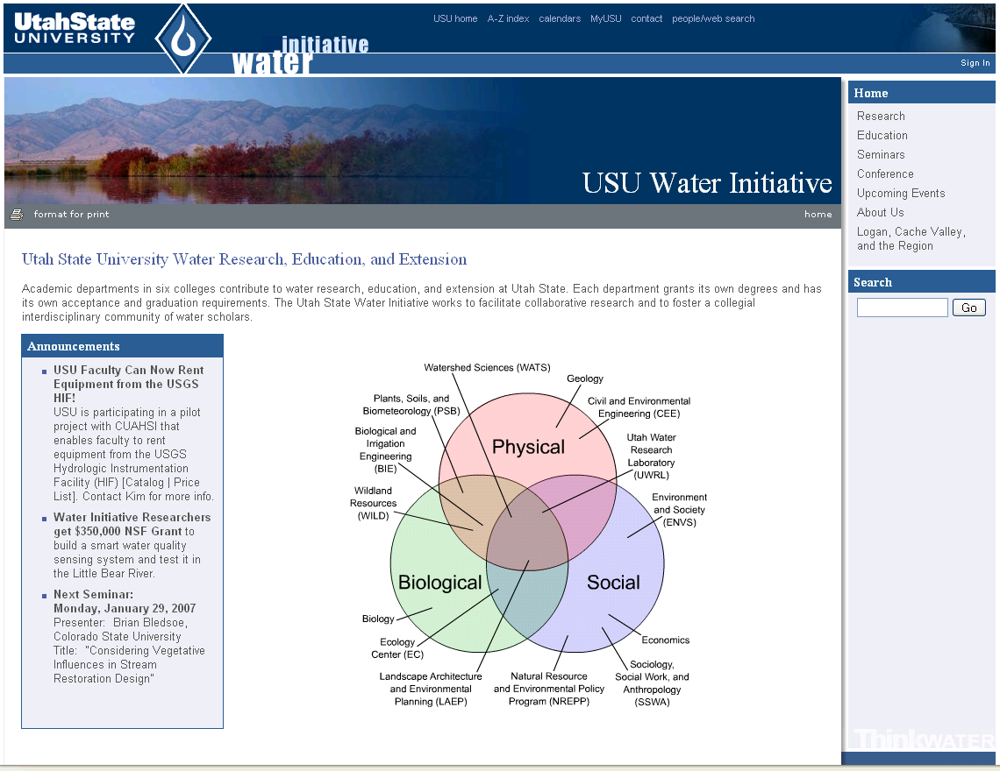 UtahState
UNIVERSITY
initiative
water
USU home A-Z index calendars MyUSU contact people/web search
Sign In
USU Water Initiative
format for print
home
Home
Research
Education
Seminars
Conference
Upcoming Events
About Us
Logan, Cache Valley,
and the Region
Search
Go
Utah State University Water Research, Education, and Extension
Academic departments in six colleges contribute to water research, education, and extension at Utah State. Each department grants its own degrees and has
its own acceptance and graduation requirements. The Utah State Water Initiative works to facilitate collaborative research and to foster a collegial
interdisciplinary community of water scholars.
Announcements
USU Faculty Can Now Rent
Equipment from the USGS
HIF!
USU is participating in a pilot
project with CUAHSI that
enables faculty to rent
equipment from the USGS
Hydrologic Instrumentation
Facility (HIF) [Catalog | Price
List]. Contact Kim for more info.
Water Initiative Researchers
get $350,000 NSF Grant to
build a smart water quality
sensing system and test it in
the Little Bear River.
Next Seminar:
Monday, January 29, 2007
Presenter: Brian Bledsoe,
Colorado State University
Title: "Considering Vegetative
Influences in Stream
Restoration Design"
Watershed Sciences (WATS)
Geology
Plants, Soils, and
Biometeorology (PSB)
Civil and Environmental
Engineering (CEE)
Biological and
Irrigation
Engineering
(BIE)
Physical
Utah Water
Research
Laboratory
(UWRL)
Wildland
Resources
(WILD)
Environment
and Society
(ENVS)
Biological
Social
Biology
Ecology
Center (EC)
Economics
Landscape Architecture
and Environmental
Planning (LAEP)
Natural Resource
and Environmental Policy
Program (NREPP)
Sociology,
Social Work, and
Anthropology
(SSWA)
ThinkWATER